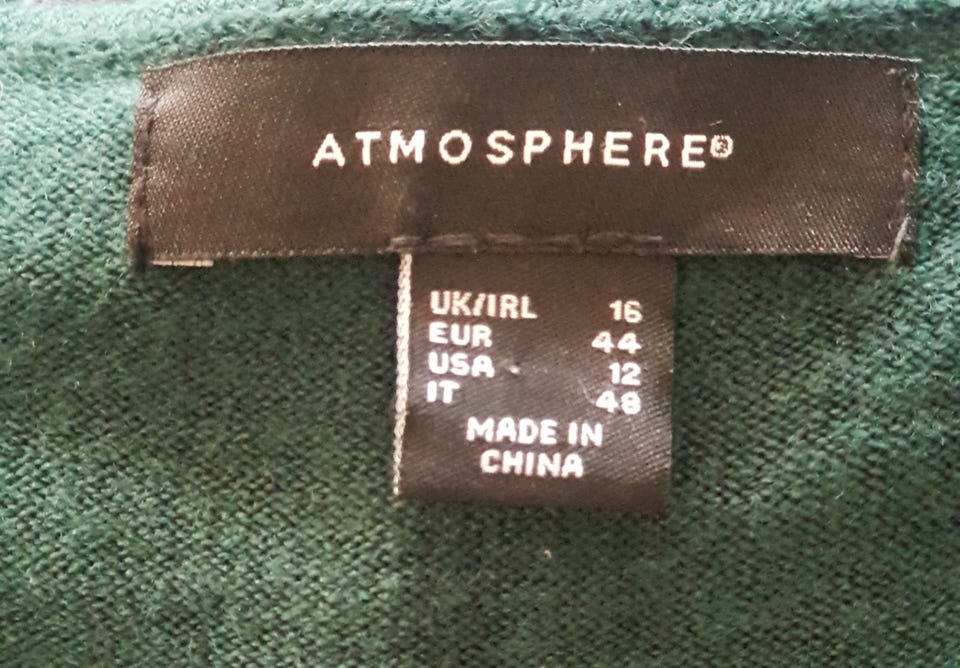 ATMOSPHERE®
UK/IRL 16
EUR 44
USA 12
IT 48
MADE IN
CHINA